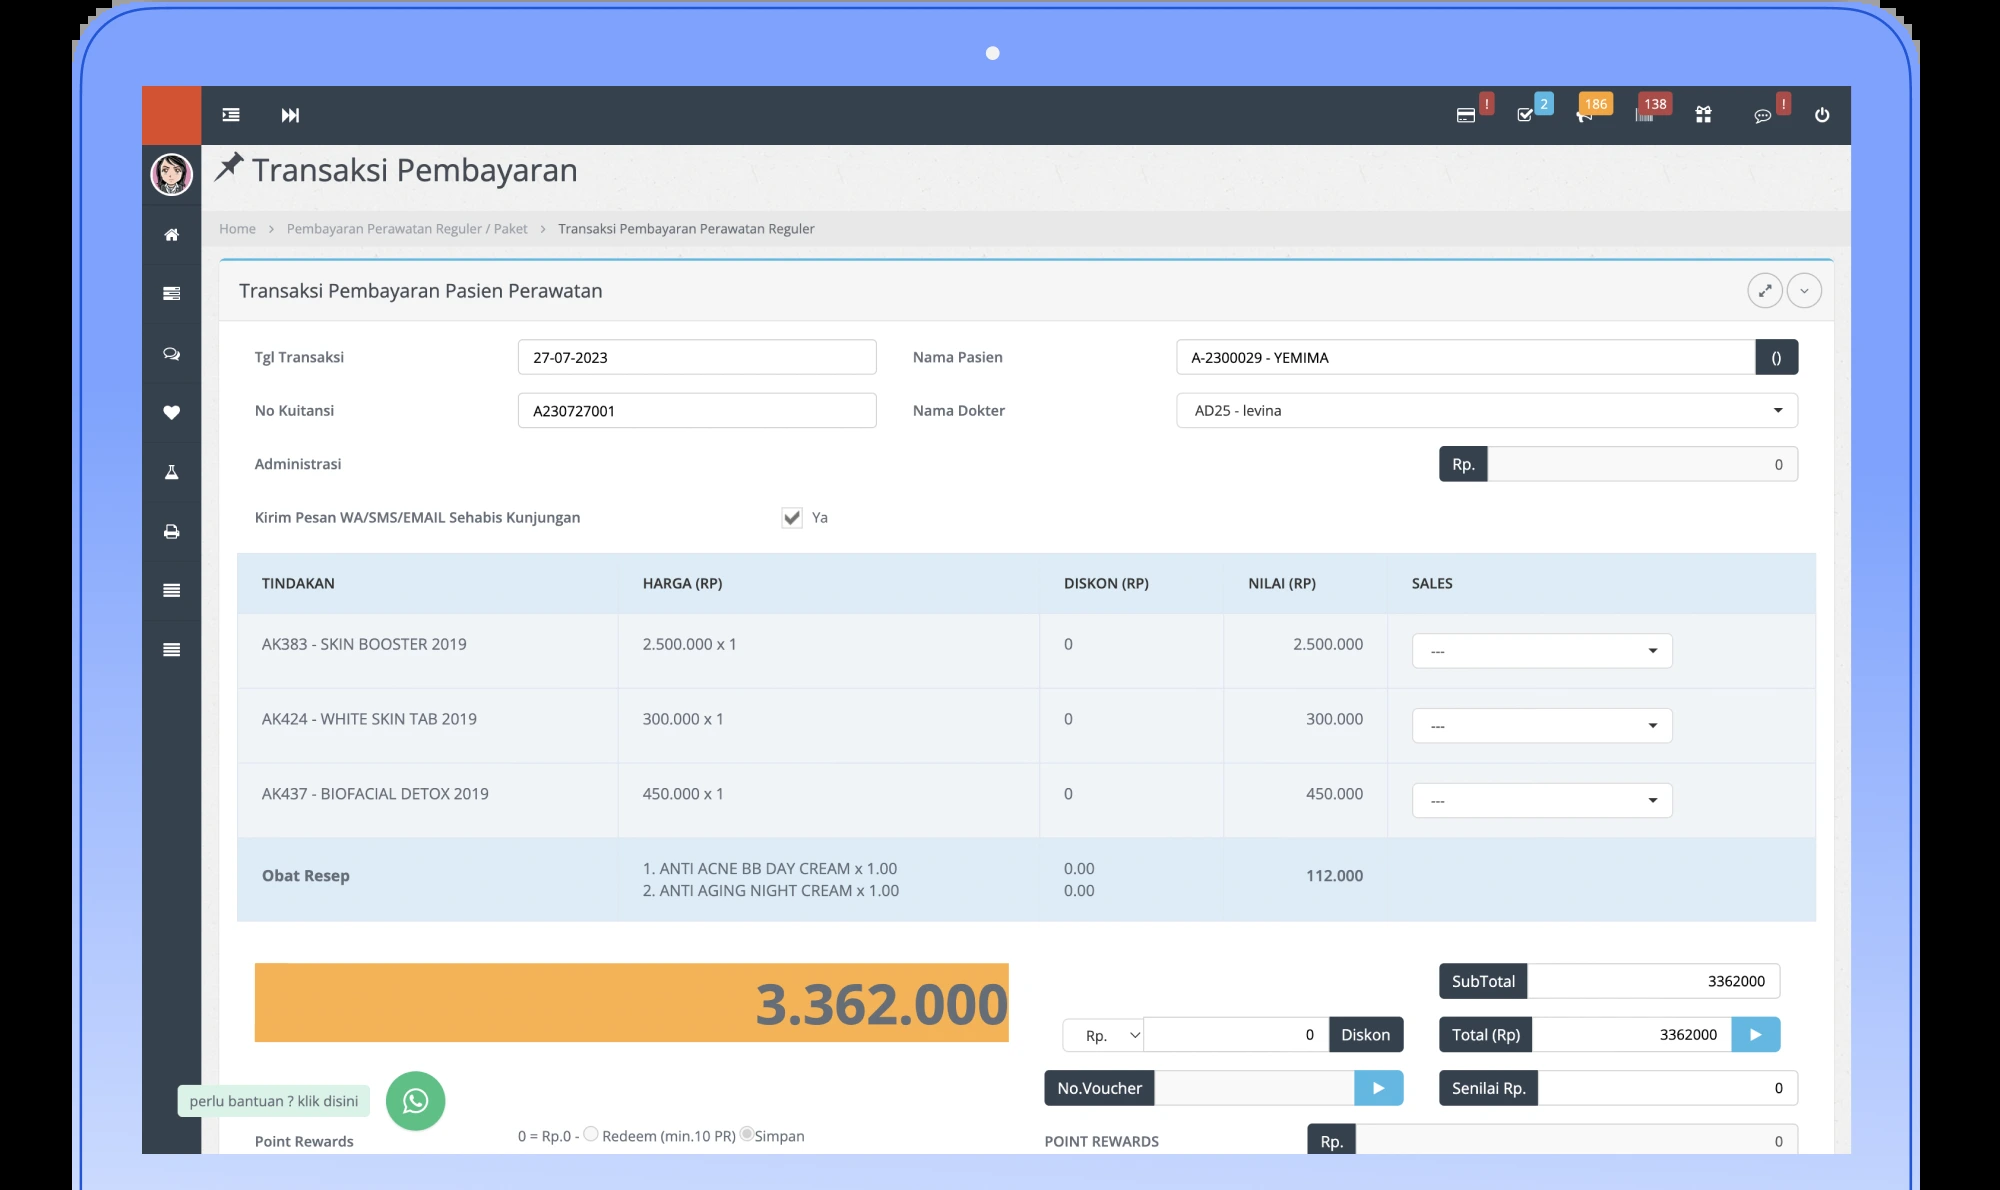 ! 2 186 138 !
Transaksi Pembayaran
Home > Pembayaran Perawatan Reguler / Paket > Transaksi Pembayaran Perawatan Reguler
Transaksi Pembayaran Pasien Perawatan
Tgl Transaksi 27-07-2023 Nama Pasien A-2300029 - YEMIMA ()
No Kuitansi A230727001 Nama Dokter AD25 - levina
Administrasi Rp. 0
Kirim Pesan WA/SMS/EMAIL Sehabis Kunjungan Ya
TINDAKAN HARGA (RP) DISKON (RP) NILAI (RP) SALES
AK383 - SKIN BOOSTER 2019 2.500.000 x 1 0 2.500.000 ---
AK424 - WHITE SKIN TAB 2019 300.000 x 1 0 300.000 ---
AK437 - BIOFACIAL DETOX 2019 450.000 x 1 0 450.000 ---
Obat Resep 1. ANTI ACNE BB DAY CREAM x 1.00 0.00 112.000
2. ANTI AGING NIGHT CREAM x 1.00 0.00
3.362.000 SubTotal 3362000
Rp. 0 Diskon Total (Rp) 3362000
No.Voucher Senilai Rp. 0
perlu bantuan ? klik disini
Point Rewards 0 = Rp.0 - Redeem (min.10 PR) Simpan POINT REWARDS Rp. 0